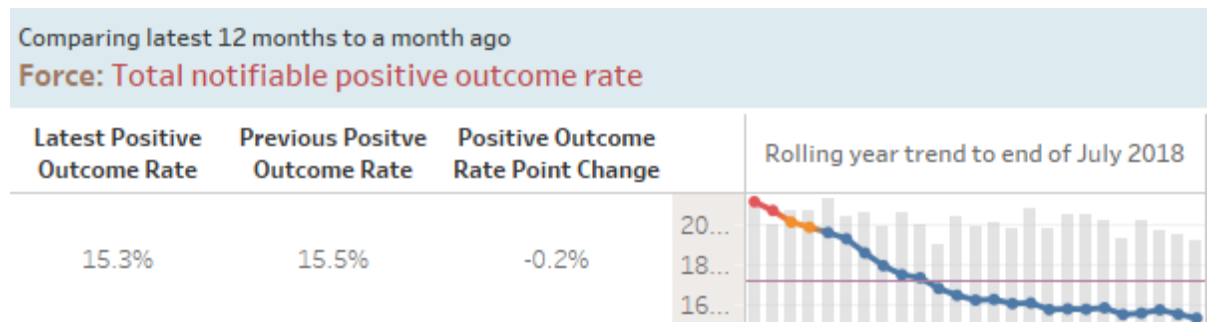 Comparing latest 12 months to a month ago
Force: Total notifiable positive outcome rate
Latest Positive
Outcome Rate
Previous Positve
Outcome Rate
Positive Outcome
Rate Point Change
Rolling year trend to end of July 2018
15.3%
15.5%
-0.2%
20...
18...
16...